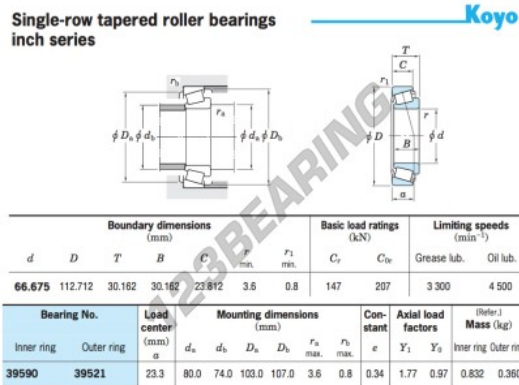 Single-row tapered roller bearings
inch series
Koyo
T
C
r1
rb
ra
r
φDa φdb
φda φDb
φD
B
φd
a
123BEARING
Boundary dimensions
(mm)
Basic load ratings
(kN)
Limiting speeds
(min⁻¹)
d D T B C r min. r1 min. Cr C0r Grease lub. Oil lub.
66.675 112.712 30.162 30.162 23.812 3.6 0.8 147 207 3 300 4 500
Bearing No.
Load center (mm) a
Mounting dimensions
(mm)
Constant e
Axial load factors
(Refer.)
Mass (kg)
Inner ring Outer ring da db Da Db ra max. rb max. Y1 Y0 Inner ring Outer rin
39590 39521 23.3 80.0 74.0 103.0 107.0 3.6 0.8 0.34 1.77 0.97 0.832 0.360